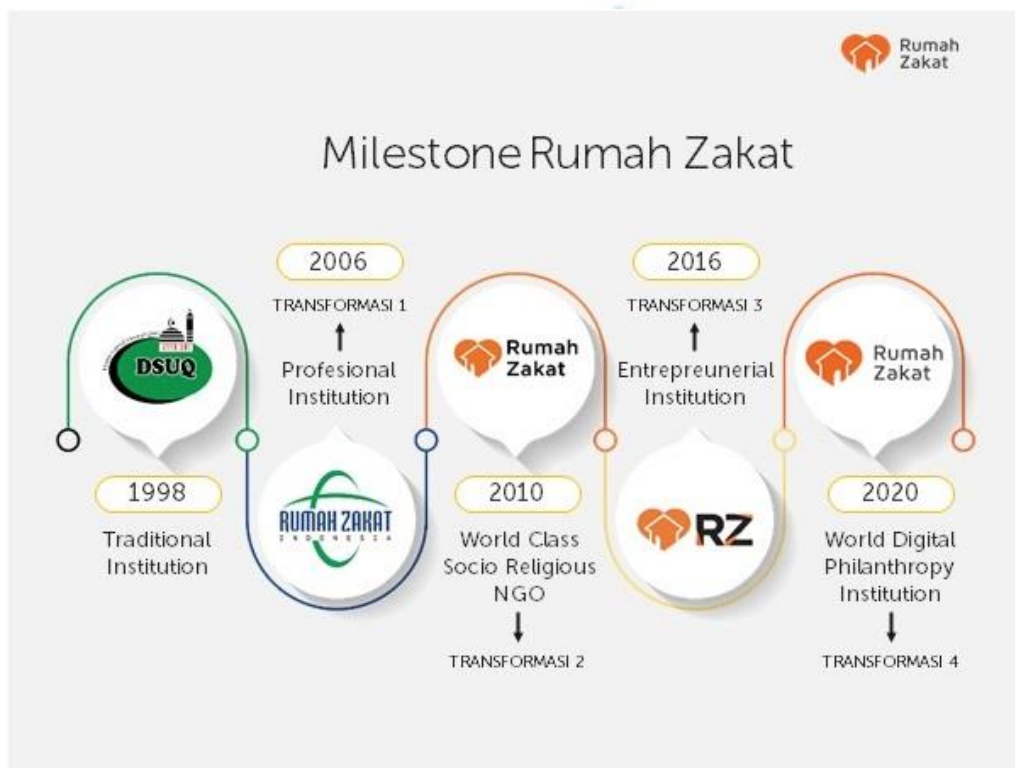 Rumah
Zakat
Milestone Rumah Zakat
DSUQ
1998
Traditional
Institution
2006
TRANSFORMASI 1
Profesional
Institution
RUMAH ZAKAT
INDONESIA
Rumah
Zakat
2010
World Class
Socio Religious
NGO
TRANSFORMASI 2
2016
TRANSFORMASI 3
Entrepreunerial
Institution
RZ
Rumah
Zakat
2020
World Digital
Philanthropy
Institution
TRANSFORMASI 4